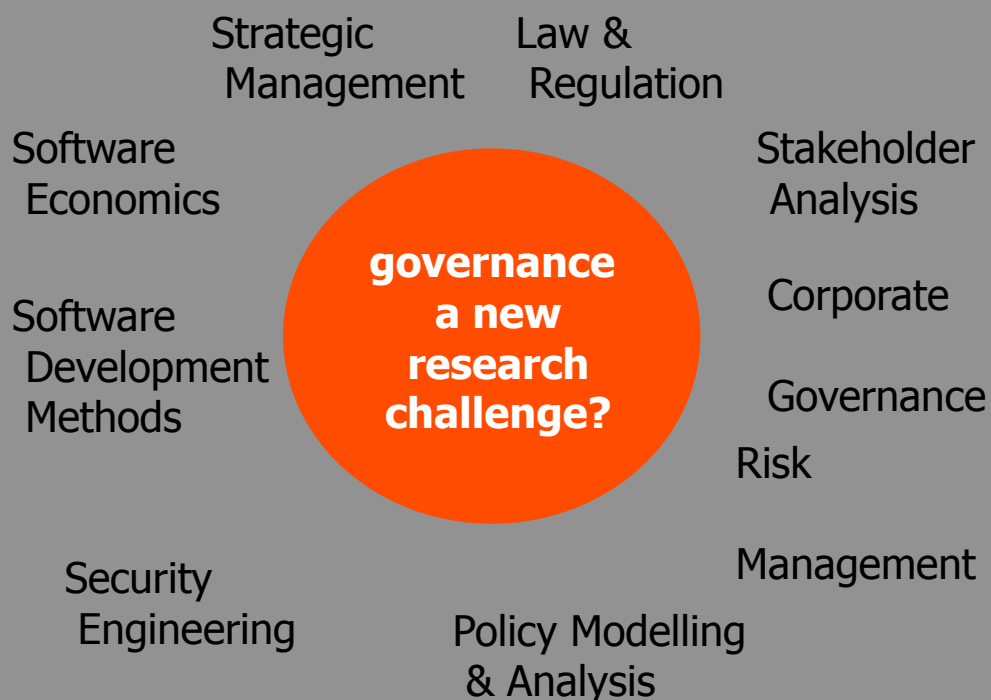 Strategic
Management
Law &
Regulation
Software
Economics
Stakeholder
Analysis
governance
a new
research
challenge?
Corporate
Governance
Software
Development
Methods
Risk
Management
Security
Engineering
Policy Modelling
& Analysis